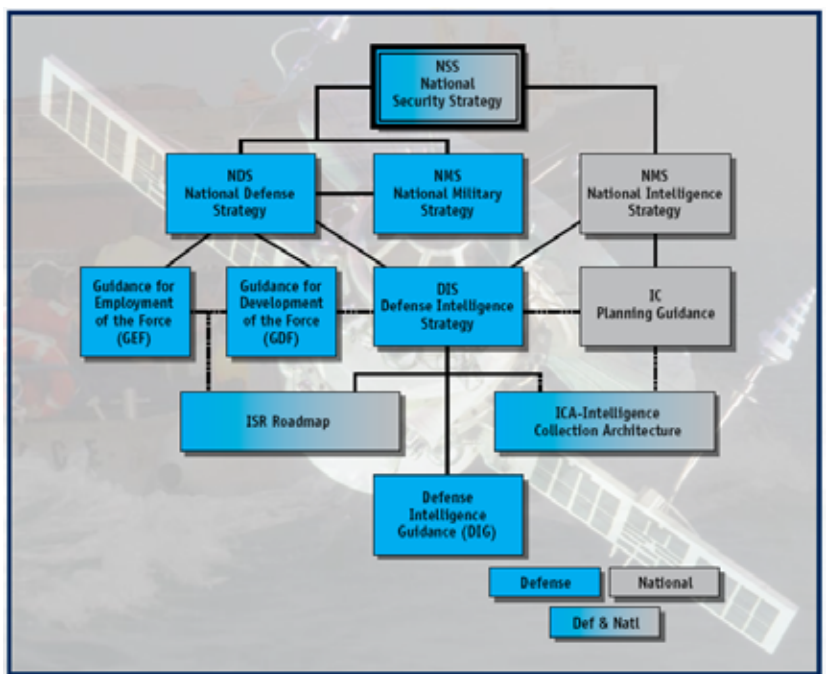 NSS
National
Security Strategy
NDS
National Defense
Strategy
NMS
National Military
Strategy
NMS
National Intelligence
Strategy
Guidance for
Employment
of the Force
(GEF)
Guidance for
Development
of the Force
(GDF)
DIS
Defense Intelligence
Strategy
IC
Planning Guidance
ISR Roadmap
ICA-Intelligence
Collection Architecture
Defense
Intelligence
Guidance (DIG)
Defense
National
Def & Natl